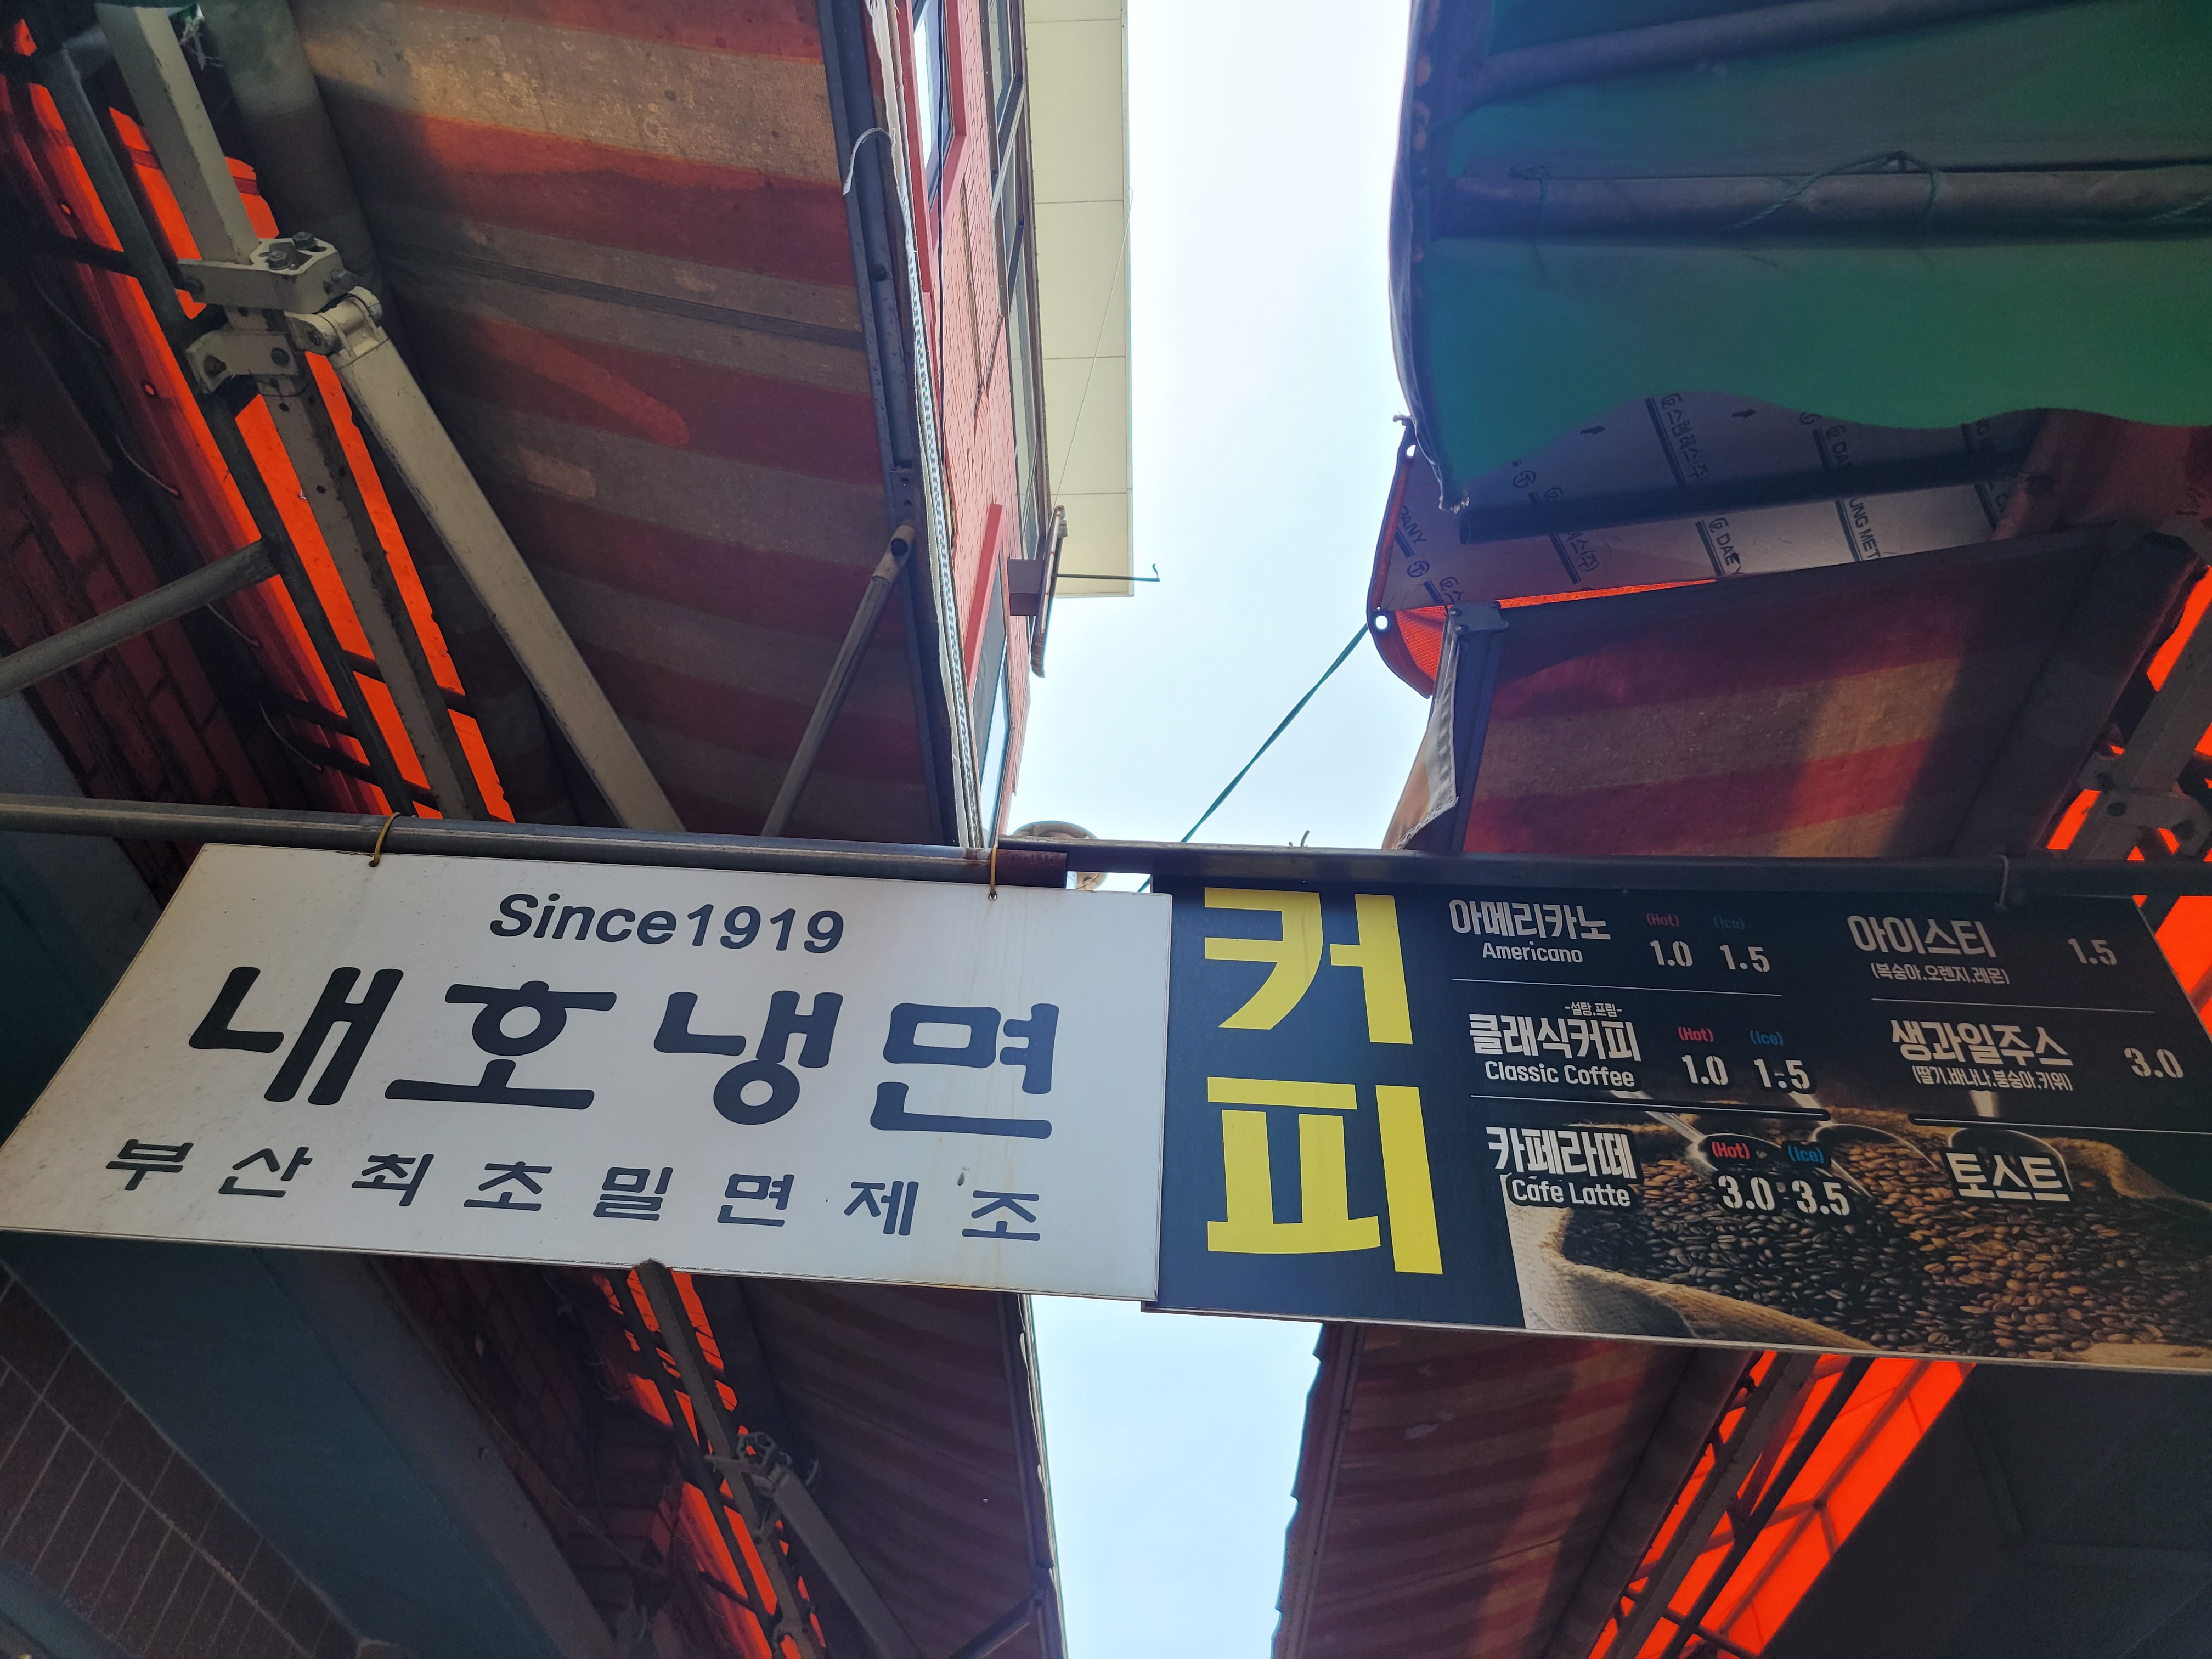 Since1919
내호냉면
부산최초밀면제조
커피
아메리카노 (Hot) (Ice)
Americano 1.0 1.5
-설탕,프림-
클래식커피 (Hot) (Ice)
Classic Coffee 1.0 1.5
카페라떼 (Hot) (Ice)
Cafe Latte 3.0 3.5
아이스티 1.5
(복숭아,오렌지,레몬)
생과일주스 3.0
(딸기,바나나,봉숭아,키위)
토스트